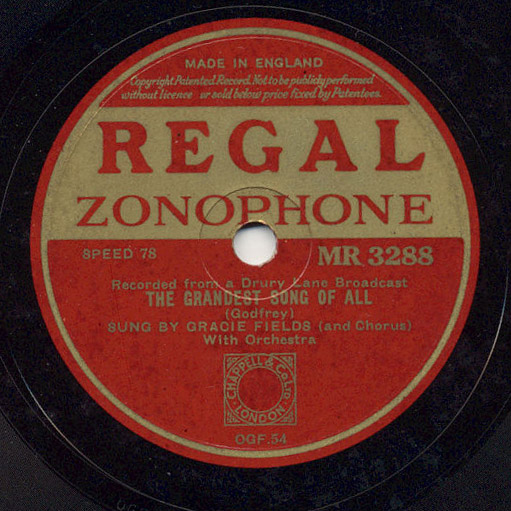 MADE IN ENGLAND
Copyright Patented Record. Not to be publicly performed
without licence or sold below price fixed by Patentees.
REGAL
ZONOPHONE
SPEED 78
MR 3288
Recorded from a Drury Lane Broadcast
THE GRANDEST SONG OF ALL
(Godfrey)
SUNG BY GRACIE FIELDS (and Chorus)
With Orchestra
CHAPPELL & Co. Ltd.
LONDON
OGF.54